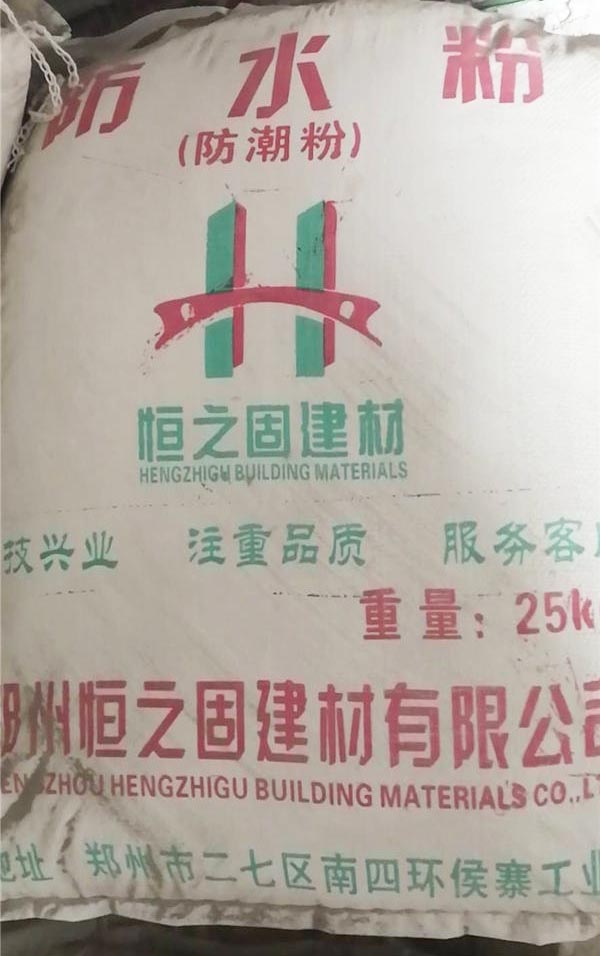 防水粉
(防潮粉)
恒之固建材
HENGZHIGU BUILDING MATERIALS
技兴业 注重品质 服务客
重量：25k
郑州恒之固建材有限公司
ENGZHOU HENGZHIGU BUILDING MATERIALS CO.,L
地址 郑州市二七区南四环侯寨工业